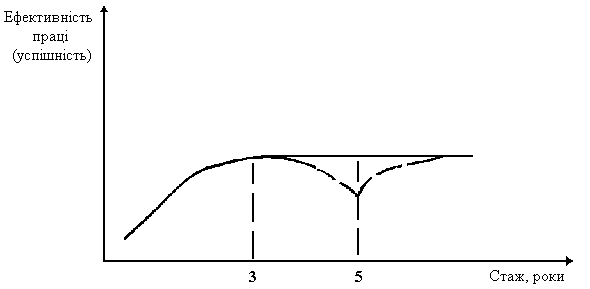 Ефективність
праці
(успішність)
3
5
Стаж, роки